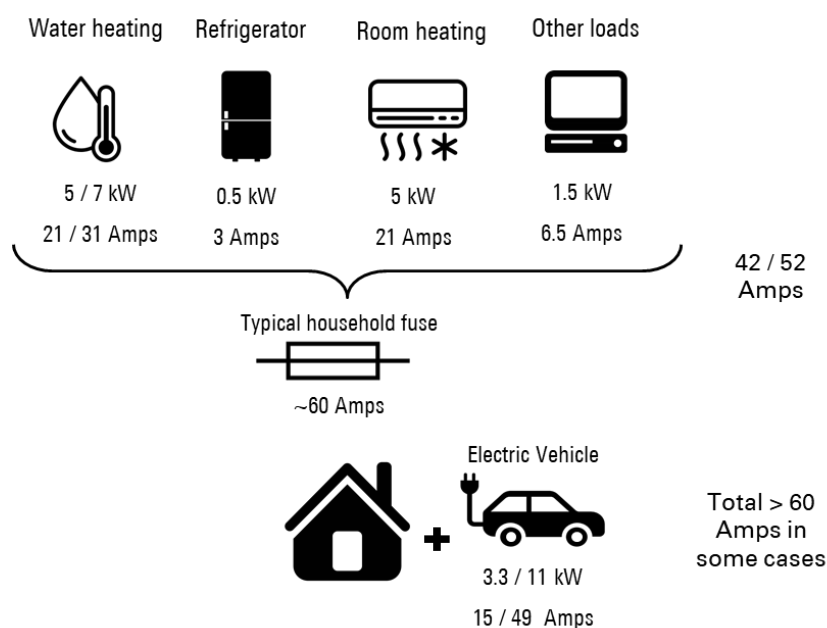 Water heating
Refrigerator
Room heating
Other loads
5 / 7 kW
0.5 kW
5 kW
1.5 kW
21 / 31 Amps
3 Amps
21 Amps
6.5 Amps
42 / 52
Amps
Typical household fuse
~60 Amps
Electric Vehicle
3.3 / 11 kW
15 / 49 Amps
Total > 60
Amps in
some cases